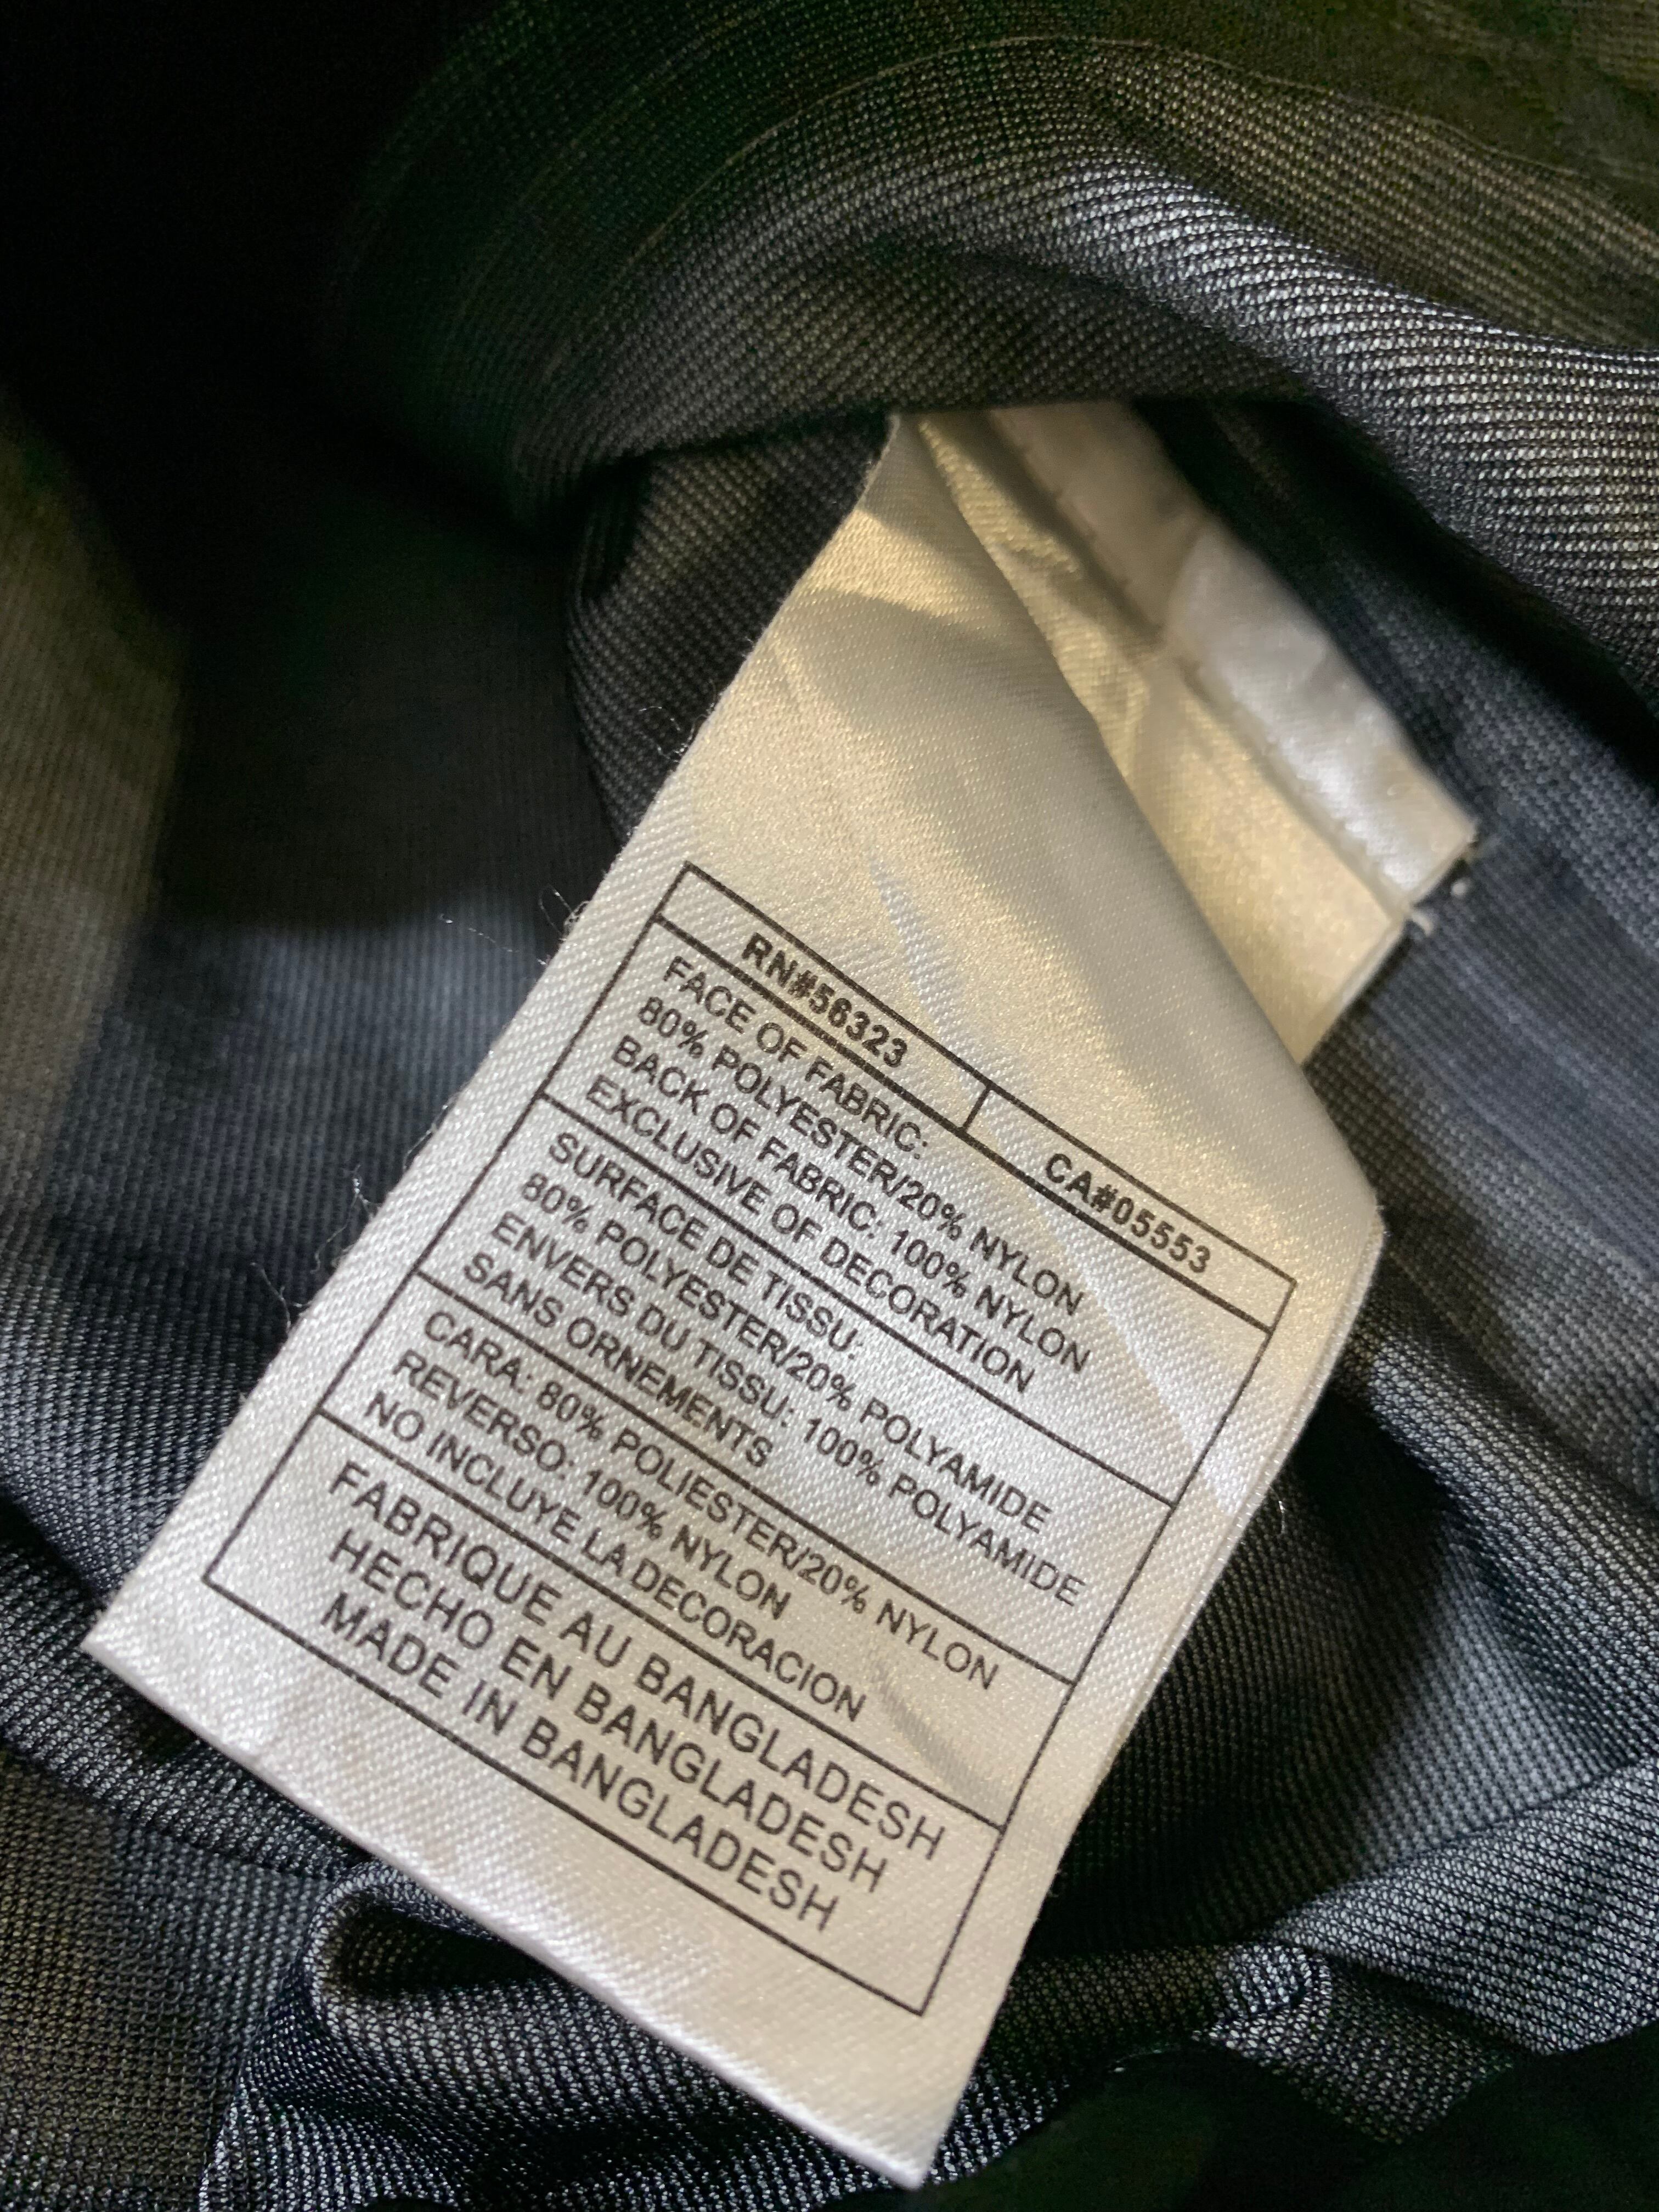 RN#56323 CA#05553
FACE OF FABRIC:
80% POLYESTER/20% NYLON
BACK OF FABRIC: 100% NYLON
EXCLUSIVE OF DECORATION
SURFACE DE TISSU:
80% POLYESTER/20% POLYAMIDE
ENVERS DU TISSU: 100% POLYAMIDE
SANS ORNEMENTS
CARA: 80% POLIESTER/20% NYLON
REVERSO: 100% NYLON
NO INCLUYE LA DECORACION
FABRIQUE AU BANGLADESH
HECHO EN BANGLADESH
MADE IN BANGLADESH